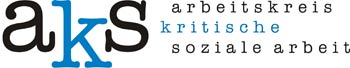 aks
arbeitskreis
kritische
soziale arbeit